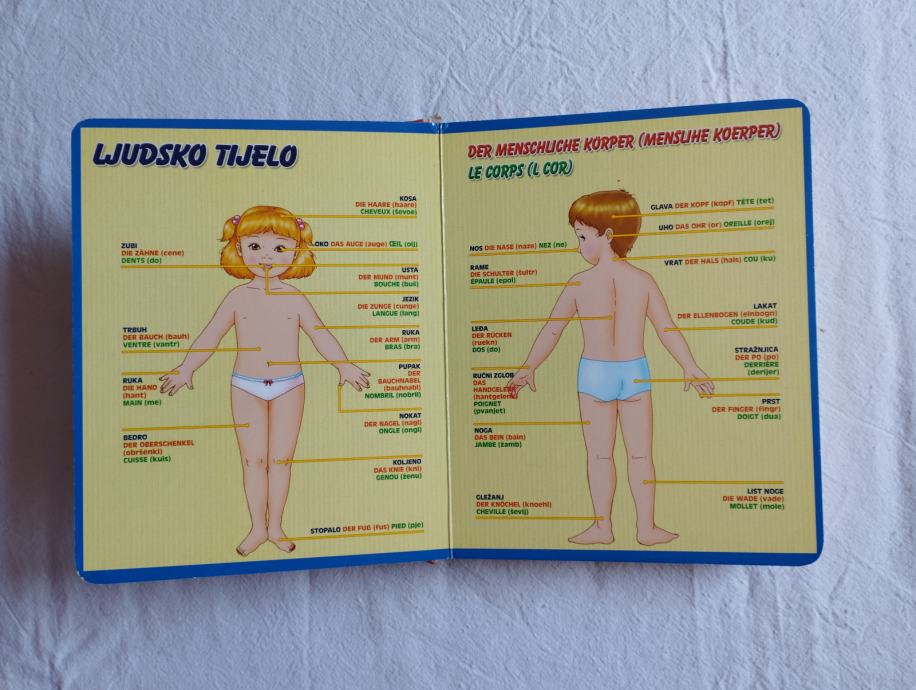 LJUDSKO TIJELO
KOSA
DIE HAARE (haare)
CHEVEUX (ševoe)
OKO DAS AUGE (auge) ŒIL (oij)
ZUBI
DIE ZÄHNE (cene)
DENTS (do)
USTA
DER MUND (munt)
BOUCHE (buš)
JEZIK
DIE ZUNGE (cunge)
LANGUE (lang)
TRBUH
DER BAUCH (bauh)
VENTRE (vantr)
RUKA
DER ARM (arm)
BRAS (bra)
PUPAK
DER
BAUCHNABEL
(bauhnabl)
NOMBRIL (nobril)
RUKA
DIE HAND
(hant)
MAIN (me)
NOKAT
DER NAGEL (nagl)
ONGLE (ongl)
BEDRO
DER OBERSCHENKEL
(obršenkl)
CUISSE (kuis)
KOLJENO
DAS KNIE (kni)
GENOU (ženu)
STOPALO DER FUß (fus) PIED (pje)
DER MENSCHLICHE KÖRPER (MENSLIHE KOERPER)
LE CORPS (L COR)
GLAVA DER KOPF (kopf) TÉTE (tet)
UHO DAS OHR (or) OREILLE (orej)
NOS DIE NASE (naze) NEZ (ne)
VRAT DER HALS (hals) COU (ku)
RAME
DIE SCHULTER (šultr)
EPAULE (epol)
LAKAT
DER ELLENBOGEN (elnbogn)
COUDE (kud)
LEĐA
DER RÜCKEN
(ruekn)
DOS (do)
STRAŽNJICA
DER PO (po)
DERRIÈRE
(derijer)
RUČNI ZGLOB
DAS
HANDGELENK
(hantgelenk)
POIGNET
(pvanjet)
PRST
DER FINGER (fingr)
DOIGT (dua)
NOGA
DAS BEIN (bain)
JAMBE (žamb)
LIST NOGE
DIE WADE (vade)
MOLLET (mole)
GLEŽANJ
DER KNÖCHEL (knoehl)
CHEVILLE (ševij)